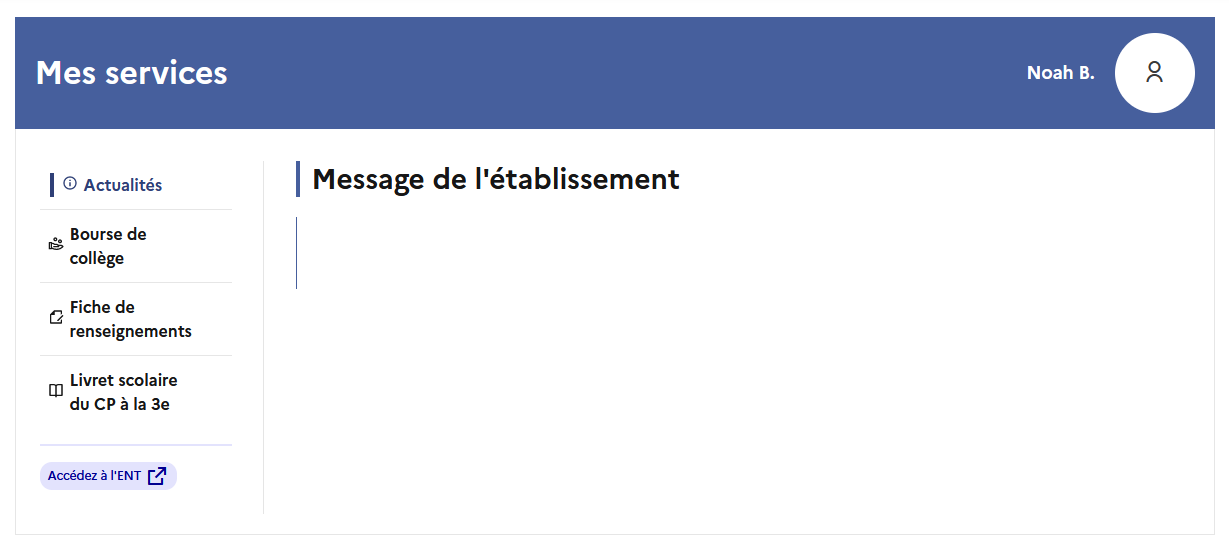 Mes services
Noah B.
Actualités
Bourse de
collège
Fiche de
renseignements
Livret scolaire
du CP à la 3e
Accédez à l'ENT
Message de l'établissement